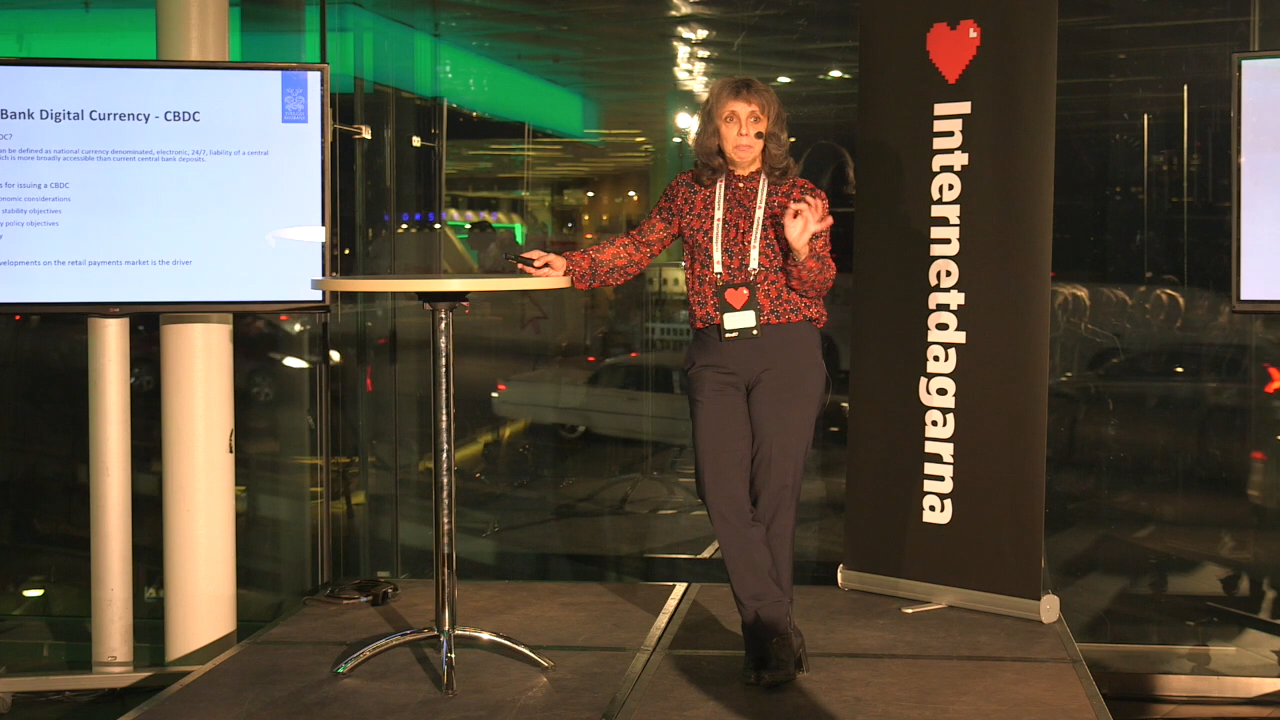 Bank Digital Currency - CBDC
DC?
an be defined as national currency denominated, electronic, 24/7, liability of a central
ich is more broadly accessible than current central bank deposits.
s for issuing a CBDC
onomic considerations
stability objectives
y policy objectives
y
velopments on the retail payments market is the driver
Internetdagarna